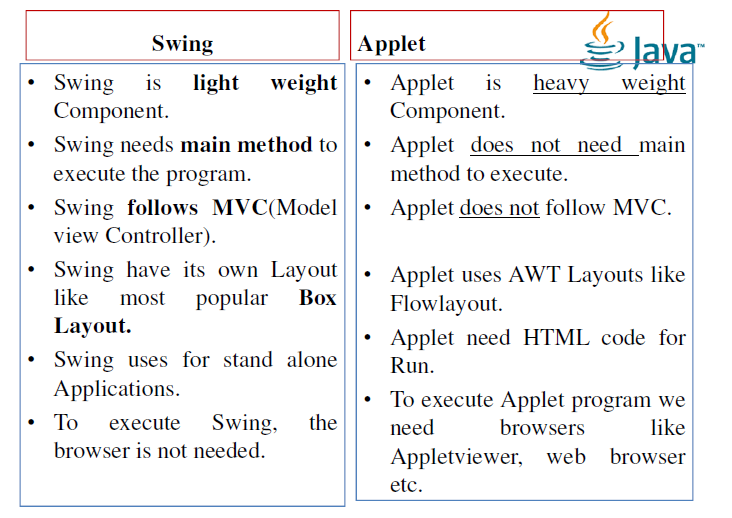 Swing
• Swing is light weight
Component.
• Swing needs main method to
execute the program.
• Swing follows MVC(Model
view Controller).
• Swing have its own Layout
like most popular Box
Layout.
• Swing uses for stand alone
Applications.
• To execute Swing, the
browser is not needed.
Applet
Java™
• Applet is heavy weight
Component.
• Applet does not need main
method to execute.
• Applet does not follow MVC.
• Applet uses AWT Layouts like
Flowlayout.
• Applet need HTML code for
Run.
• To execute Applet program we
need browsers like
Appletviewer, web browser
etc.